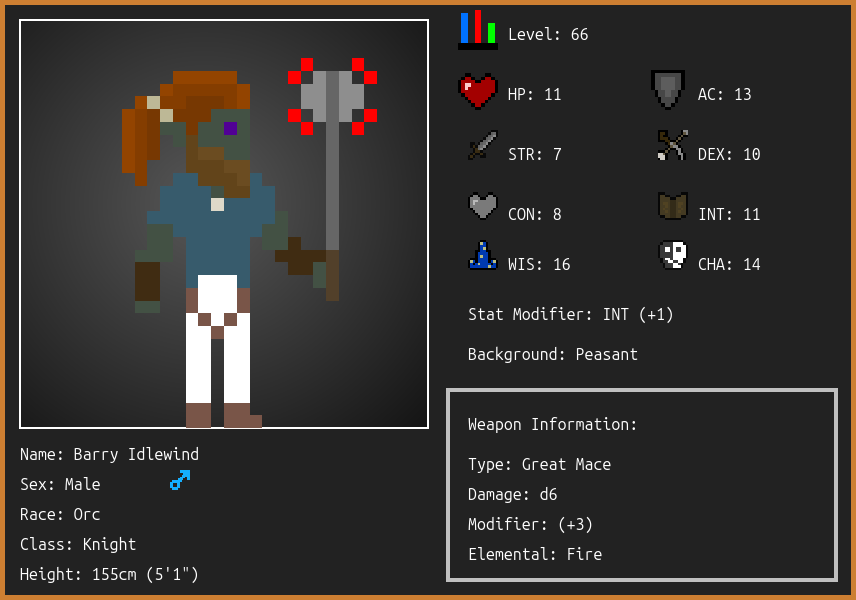 Level: 66
HP: 11
AC: 13
STR: 7
DEX: 10
CON: 8
INT: 11
WIS: 16
CHA: 14
Stat Modifier: INT (+1)
Background: Peasant
Weapon Information:
Type: Great Mace
Damage: d6
Modifier: (+3)
Elemental: Fire
Name: Barry Idlewind
Sex: Male
Race: Orc
Class: Knight
Height: 155cm (5'1")